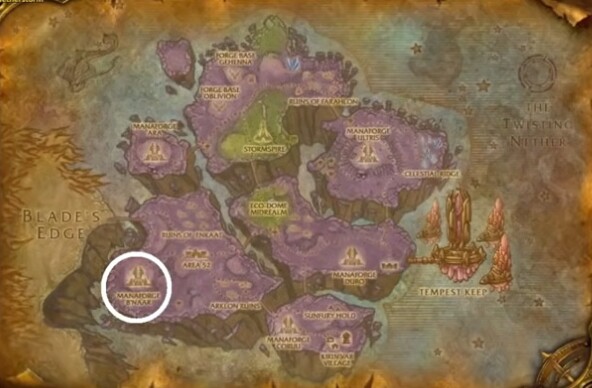 FORGE BASE
GEHENNA
FORGE BASE
OBLIVION
RUINS OF FARAHLON
THE
TWISTING
NETHER
MANAFORGE
ARA
STORMSPIRE
MANAFORGE
ULTRIS
CELESTIAL RIDGE
ECO-DOME
MIDREALM
BLADE'S
EDGE
RUINS OF ENKAAT
AREA 52
MANAFORGE
B'NAAR
MANAFORGE
DURO
TEMPEST KEEP
ARKLON RUINS
SUNFURY HOLD
MANAFORGE
CORUU
KIRIN'VAR
VILLAGE